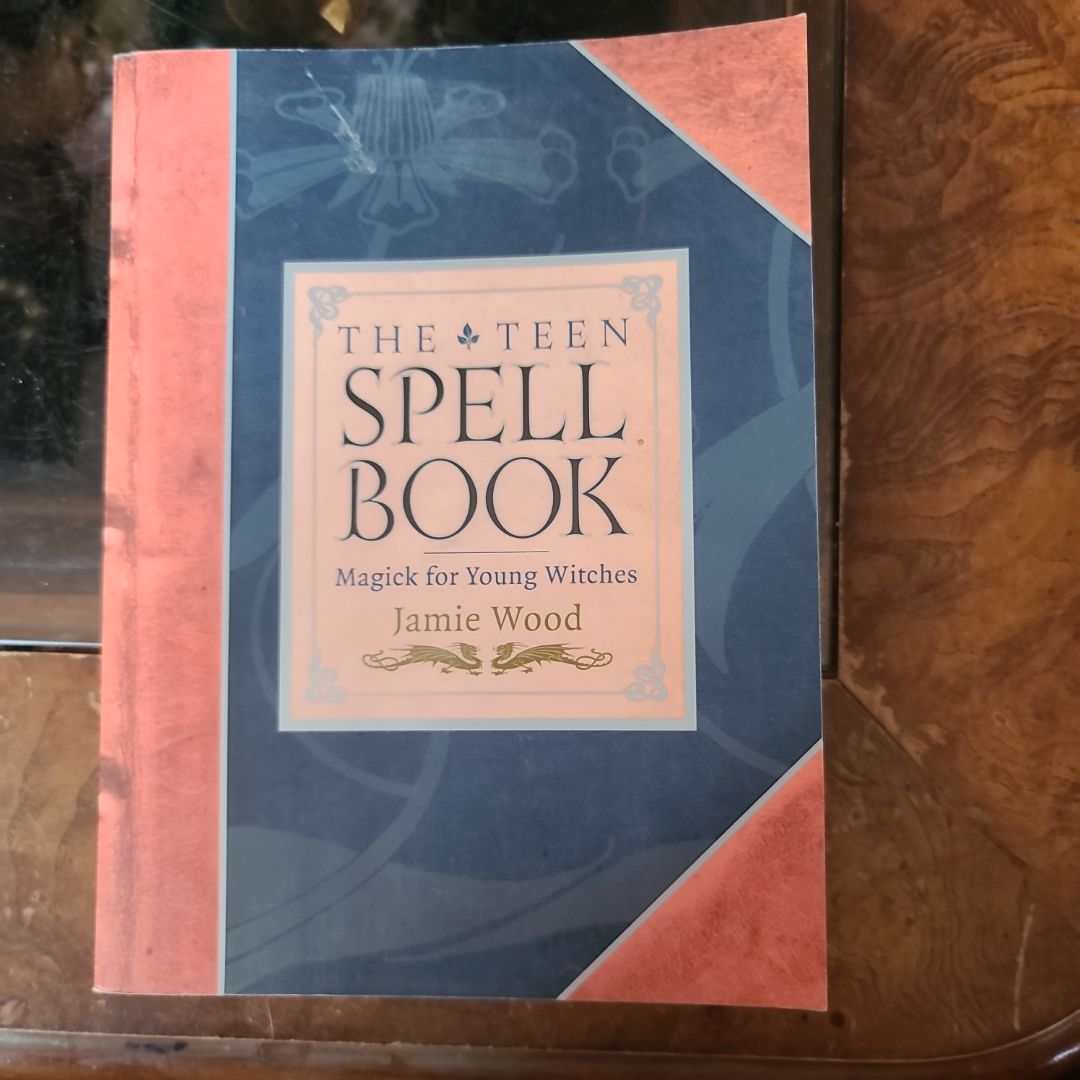 THE TEEN
SPELL
BOOK
Magick for Young Witches
Jamie Wood